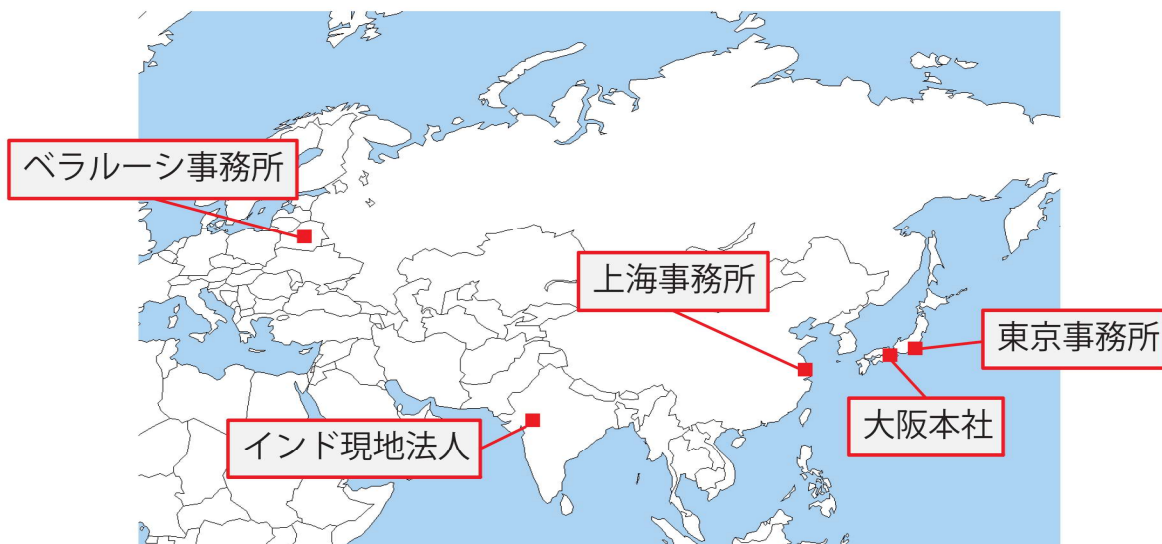 ベラルーシ事務所
上海事務所
東京事務所
大阪本社
インド現地法人